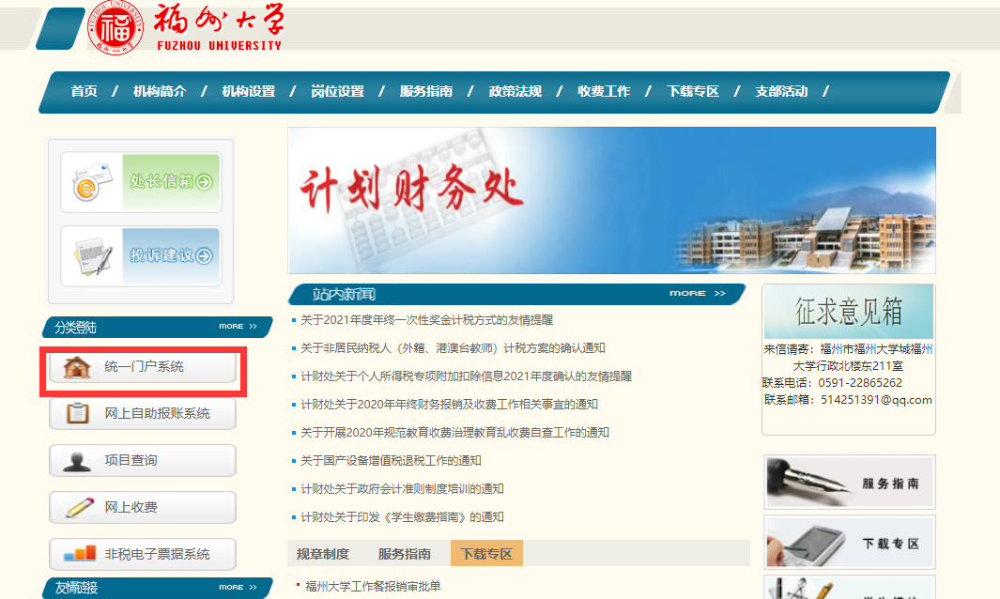 FUZHOU UNIVERSITY
福
福州大学
FUZHOU UNIVERSITY
首页 / 机构简介 / 机构设置 / 岗位设置 / 服务指南 / 政策法规 / 收费工作 / 下载专区 / 支部活动 /
处长信箱
投诉建议
计划财务处
分类登陆 MORE >>
统一门户系统
网上自助报账系统
项目查询
网上收费
非税电子票据系统
友情链接 MORE >>
站内新闻 MORE >>
关于2021年度年终一次性奖金计税方式的友情提醒
关于非居民纳税人（外籍、港澳台教师）计税方案的确认通知
计财处关于个人所得税专项附加扣除信息2021年度确认的友情提醒
计财处关于2020年年终财务报销及收费工作相关事宜的通知
关于开展2020年规范教育收费治理教育乱收费自查工作的通知
关于国产设备增值税退税工作的通知
计财处关于政府会计准则制度培训的通知
计财处关于印发《学生缴费指南》的通知
规章制度 服务指南 下载专区
福州大学工作餐报销审批单
征求意见箱
来信请寄：福州市福州大学城福州
大学行政北楼东211室
联系电话：0591-22865262
联系邮箱：514251391@qq.com
服务指南
下载专区